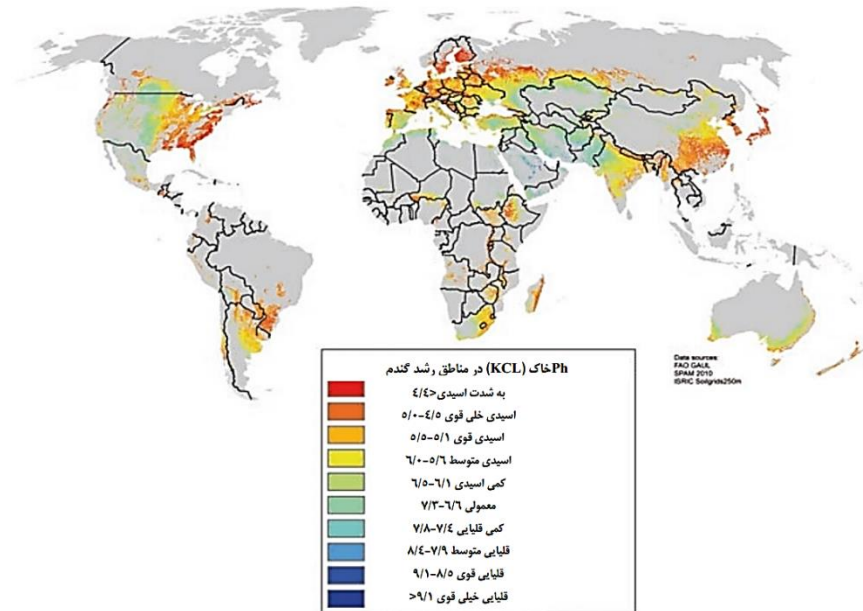 Data sources:
FAO GAUL
SPAM 2010
ISRIC Soilgrids250m
Phخاک (KCL) در مناطق رشد گندم
به شدت اسیدی<۴/۴
اسیدی خلی قوی ۴/۵-۵/۰
اسیدی قوی ۵/۱-۵/۵
اسیدی متوسط ۵/۶-۶/۰
کمی اسیدی ۶/۱-۶/۵
معمولی ۶/۶-۷/۳
کمی قلیایی ۷/۴-۷/۸
قلیایی متوسط ۷/۹-۸/۴
قلیایی قوی ۸/۵-۹/۱
قلیایی خیلی قوی ۹/۱<